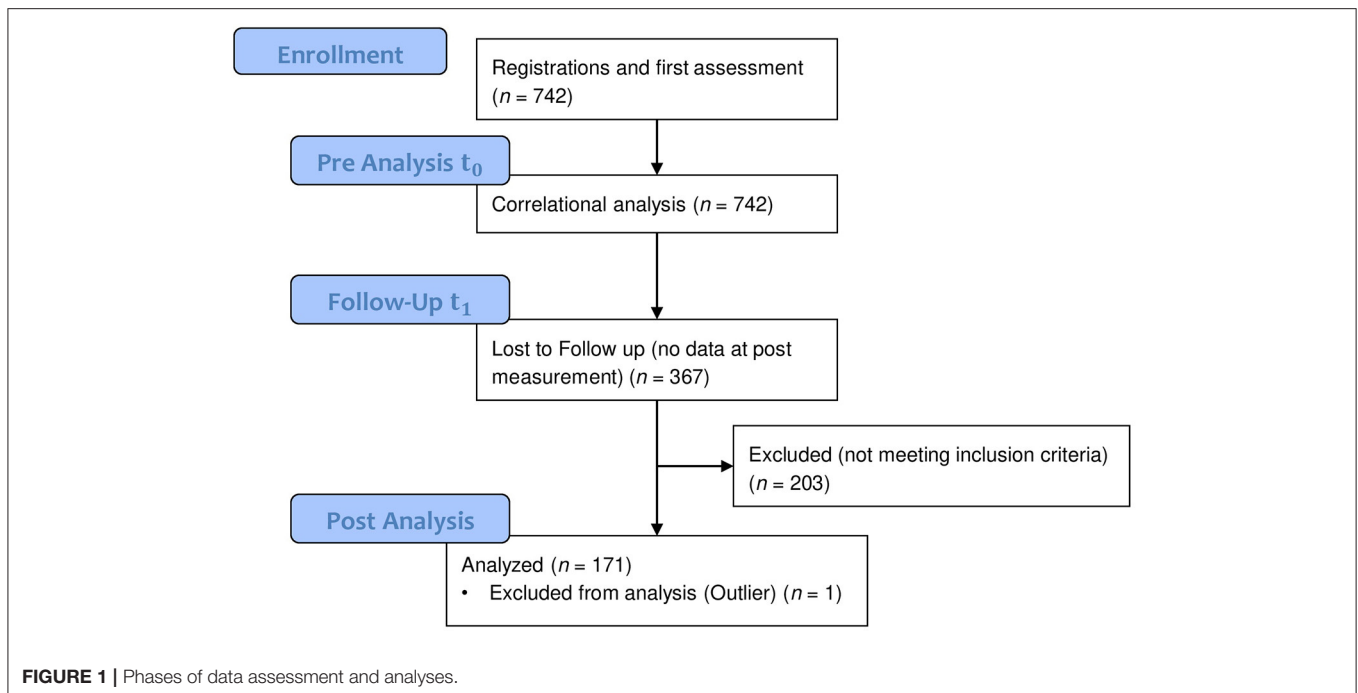 Enrollment
Registrations and first assessment
(n = 742)
Pre Analysis t₀
Correlational analysis (n = 742)
Follow-Up t₁
Lost to Follow up (no data at post
measurement) (n = 367)
Excluded (not meeting inclusion criteria)
(n = 203)
Post Analysis
Analyzed (n = 171)
• Excluded from analysis (Outlier) (n = 1)
FIGURE 1 | Phases of data assessment and analyses.